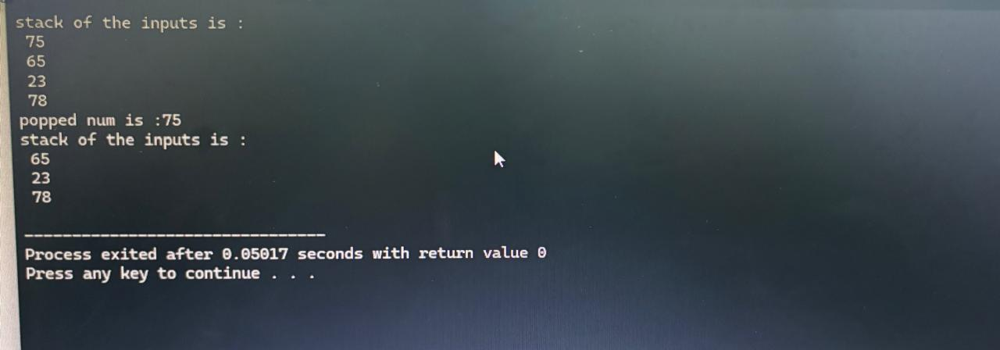 stack of the inputs is :
75
65
23
78
popped num is :75
stack of the inputs is :
65
23
78
--------------------------------
Process exited after 0.05017 seconds with return value 0
Press any key to continue . . .